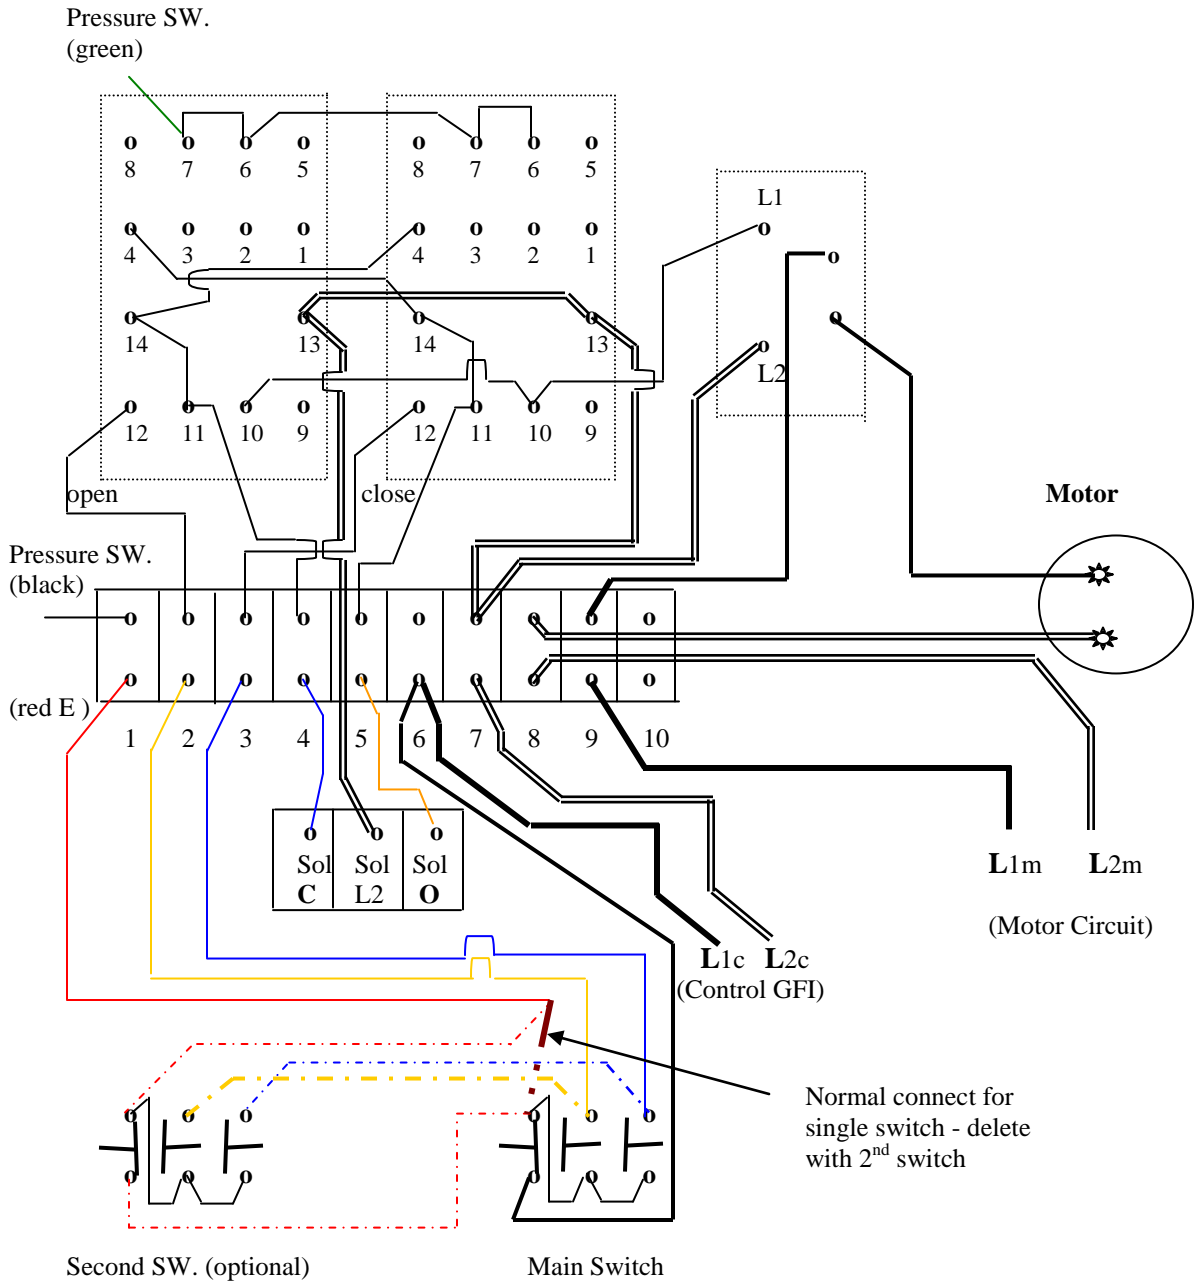 Pressure SW.
(green)
8 7 6 5 8 7 6 5
L1
4 3 2 1 4 3 2 1
14 13 14 13
L2
12 11 10 9 12 11 10 9
open close
Motor
Pressure SW.
(black)
(red E )
1 2 3 4 5 6 7 8 9 10
Sol Sol Sol
C L2 O
L1m L2m
(Motor Circuit)
L1c L2c
(Control GFI)
Normal connect for
single switch - delete
with 2nd switch
Second SW. (optional) Main Switch